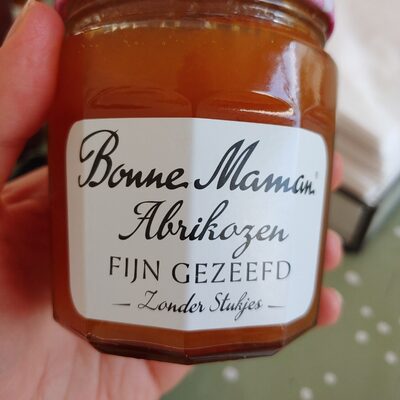 Bonne Maman®
Abrikozen
FIJN GEZEEFD
— Zonder Stukjes —